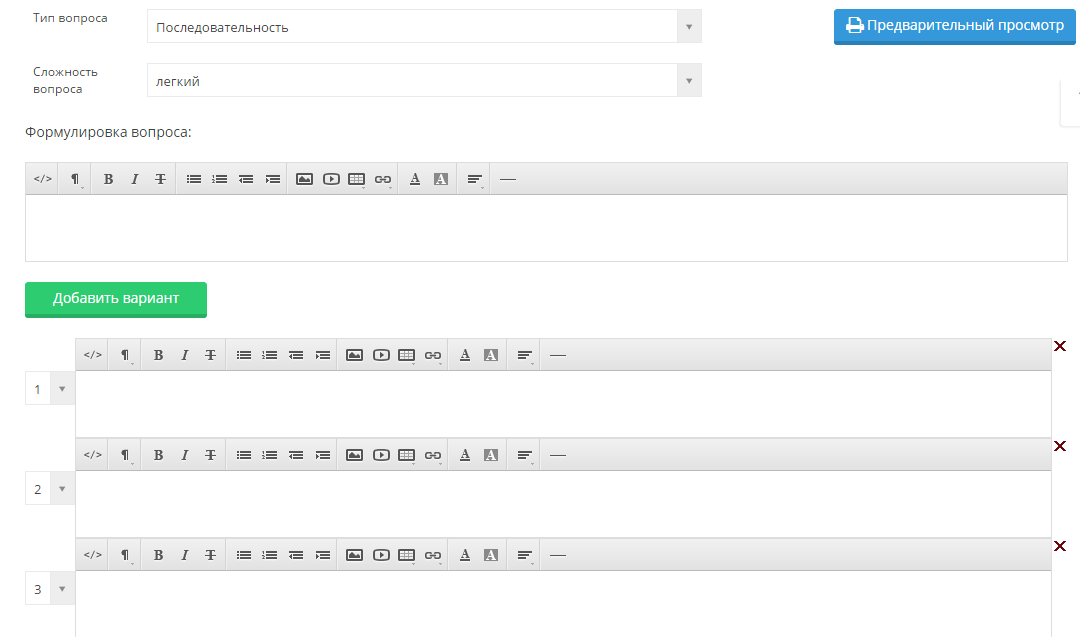 Тип вопроса
Последовательность
Предварительный просмотр
Сложность
вопроса
легкий
Формулировка вопроса:
</> ¶ B I T A A
Добавить вариант
</> ¶ B I T A A
1
</> ¶ B I T A A
2
</> ¶ B I T A A
3